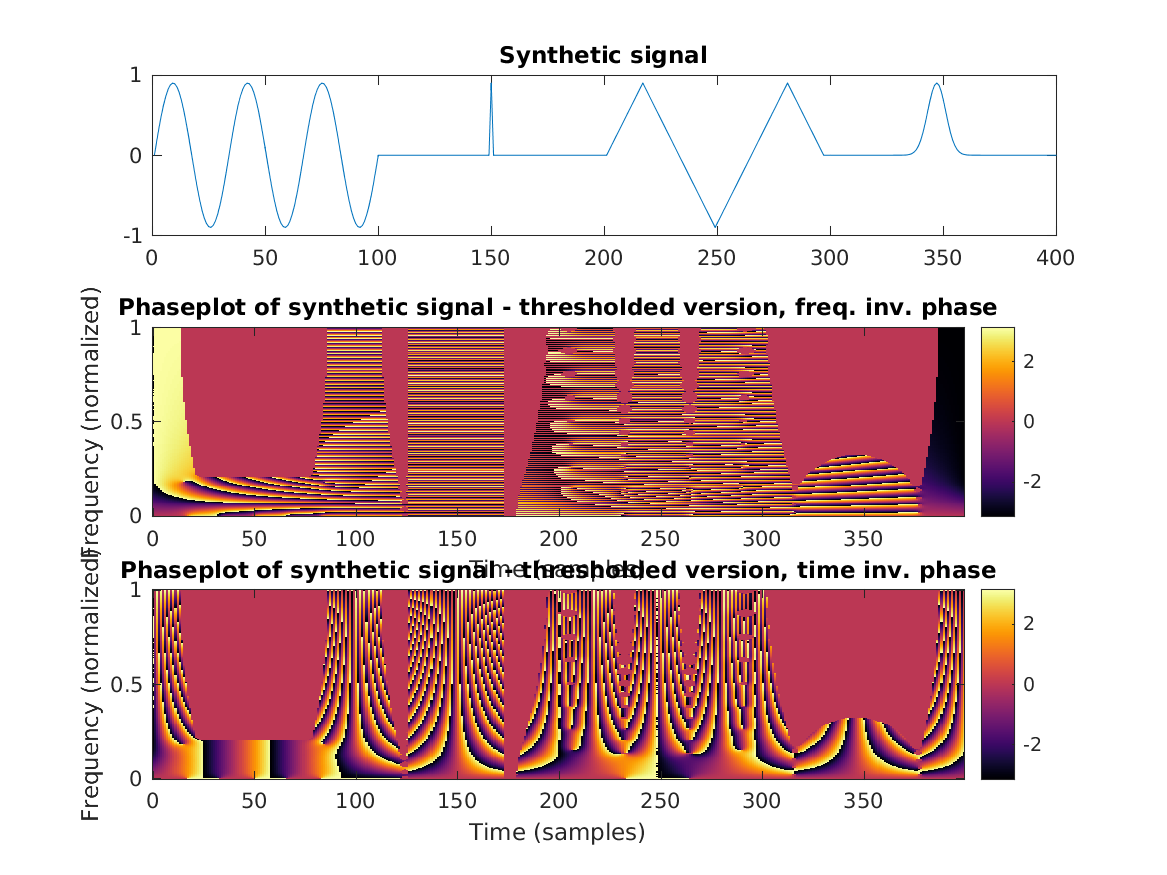 Synthetic signal
1
0
-1
0 50 100 150 200 250 300 350 400
Phaseplot of synthetic signal - thresholded version, freq. inv. phase
Frequency (normalized)
1
0.5
0
0 50 100 150 200 250 300 350
2
0
-2
Time (samples)
Phaseplot of synthetic signal - thresholded version, time inv. phase
Frequency (normalized)
1
0.5
0
0 50 100 150 200 250 300 350
2
0
-2
Time (samples)